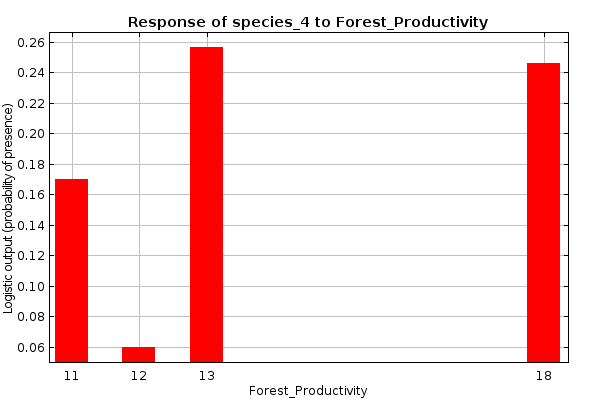 Response of species_4 to Forest_Productivity
Logistic output (probability of presence)
0.26
0.24
0.22
0.20
0.18
0.16
0.14
0.12
0.10
0.08
0.06
11 12 13 18
Forest_Productivity